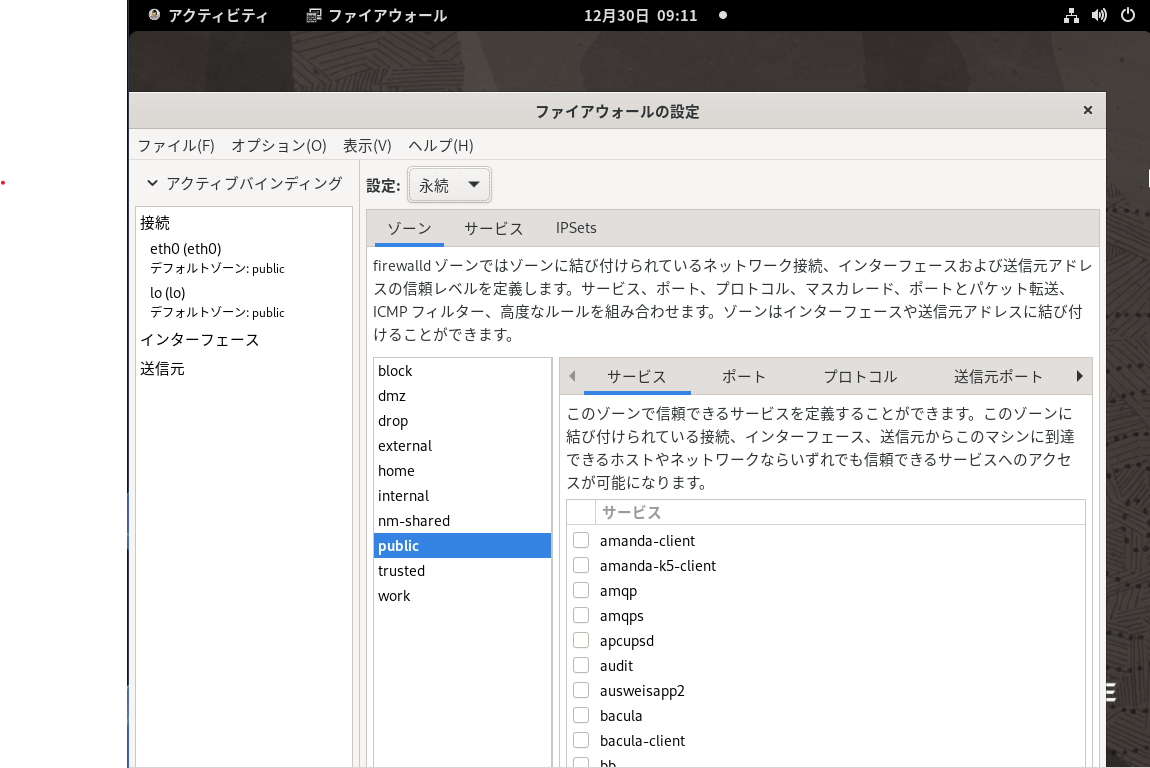 アクティビティ ファイアウォール 12月30日 09:11
ファイアウォールの設定
ファイル(F) オプション(O) 表示(V) ヘルプ(H)
アクティブバインディング
接続
eth0 (eth0)
デフォルトゾーン: public
lo (lo)
デフォルトゾーン: public
インターフェース
送信元
設定: 永続
ゾーン サービス IPSets
firewalld ゾーンではゾーンに結び付けられているネットワーク接続、インターフェースおよび送信元アドレ
スの信頼レベルを定義します。サービス、ポート、プロトコル、マスカレード、ポートとパケット転送、
ICMP フィルター、高度なルールを組み合わせます。ゾーンはインターフェースや送信元アドレスに結び付
けることができます。
block
dmz
drop
external
home
internal
nm-shared
public
trusted
work
サービス ポート プロトコル 送信元ポート
このゾーンで信頼できるサービスを定義することができます。このゾーンに
結び付けられている接続、インターフェース、送信元からこのマシンに到達
できるホストやネットワークならいずれでも信頼できるサービスへのアクセ
スが可能になります。
サービス
amanda-client
amanda-k5-client
amqp
amqps
apcupsd
audit
ausweisapp2
bacula
bacula-client
bb